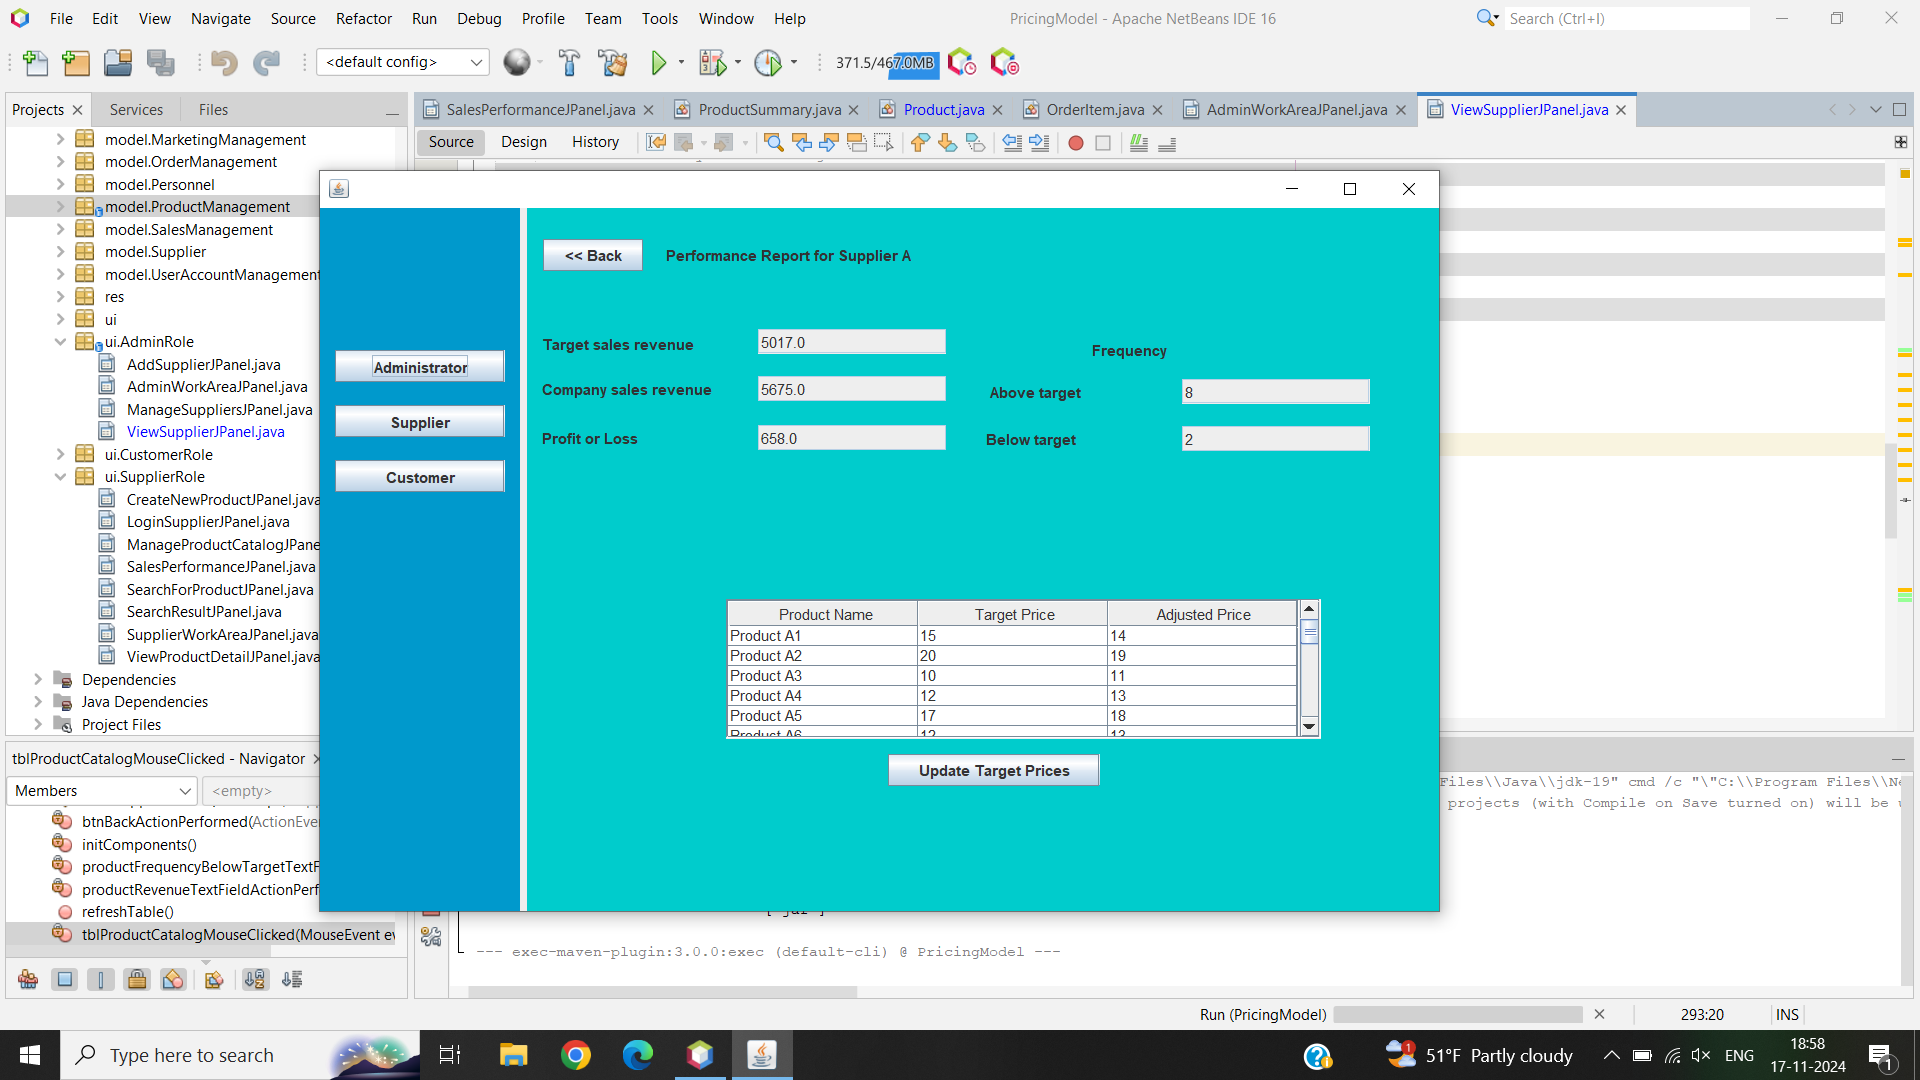 File Edit View Navigate Source Refactor Run Debug Profile Team Tools Window Help
PricingModel - Apache NetBeans IDE 16
Search (Ctrl+I)
<default config>
371.5/467.0MB
Projects Services Files
SalesPerformanceJPanel.java ProductSummary.java Product.java OrderItem.java AdminWorkAreaJPanel.java ViewSupplierJPanel.java
Source Design History
model.MarketingManagement
model.OrderManagement
model.Personnel
model.ProductManagement
model.SalesManagement
model.Supplier
model.UserAccountManagement
res
ui
ui.AdminRole
AddSupplierJPanel.java
AdminWorkAreaJPanel.java
ManageSuppliersJPanel.java
ViewSupplierJPanel.java
ui.CustomerRole
ui.SupplierRole
CreateNewProductJPanel.java
LoginSupplierJPanel.java
ManageProductCatalogJPane
SalesPerformanceJPanel.java
SearchForProductJPanel.java
SearchResultJPanel.java
SupplierWorkAreaJPanel.java
ViewProductDetailJPanel.java
Dependencies
Java Dependencies
Project Files
Administrator
Supplier
Customer
<< Back Performance Report for Supplier A
Target sales revenue 5017.0 Frequency
Company sales revenue 5675.0 Above target 8
Profit or Loss 658.0 Below target 2
Product Name Target Price Adjusted Price
Product A1 15 14
Product A2 20 19
Product A3 10 11
Product A4 12 13
Product A5 17 18
Product A6 12 13
Update Target Prices
tblProductCatalogMouseClicked - Navigator
Members <empty>
btnBackActionPerformed(ActionEve
initComponents()
productFrequencyBelowTargetTextF
productRevenueTextFieldActionPerf
refreshTable()
tblProductCatalogMouseClicked(MouseEvent ev
Files\\Java\\jdk-19" cmd /c "\"C:\\Program Files\\Ne
projects (with Compile on Save turned on) will be u
[ jar ]
--- exec-maven-plugin:3.0.0:exec (default-cli) @ PricingModel ---
Run (PricingModel) 293:20 INS
Type here to search
1
51°F Partly cloudy ENG
18:58
17-11-2024
1